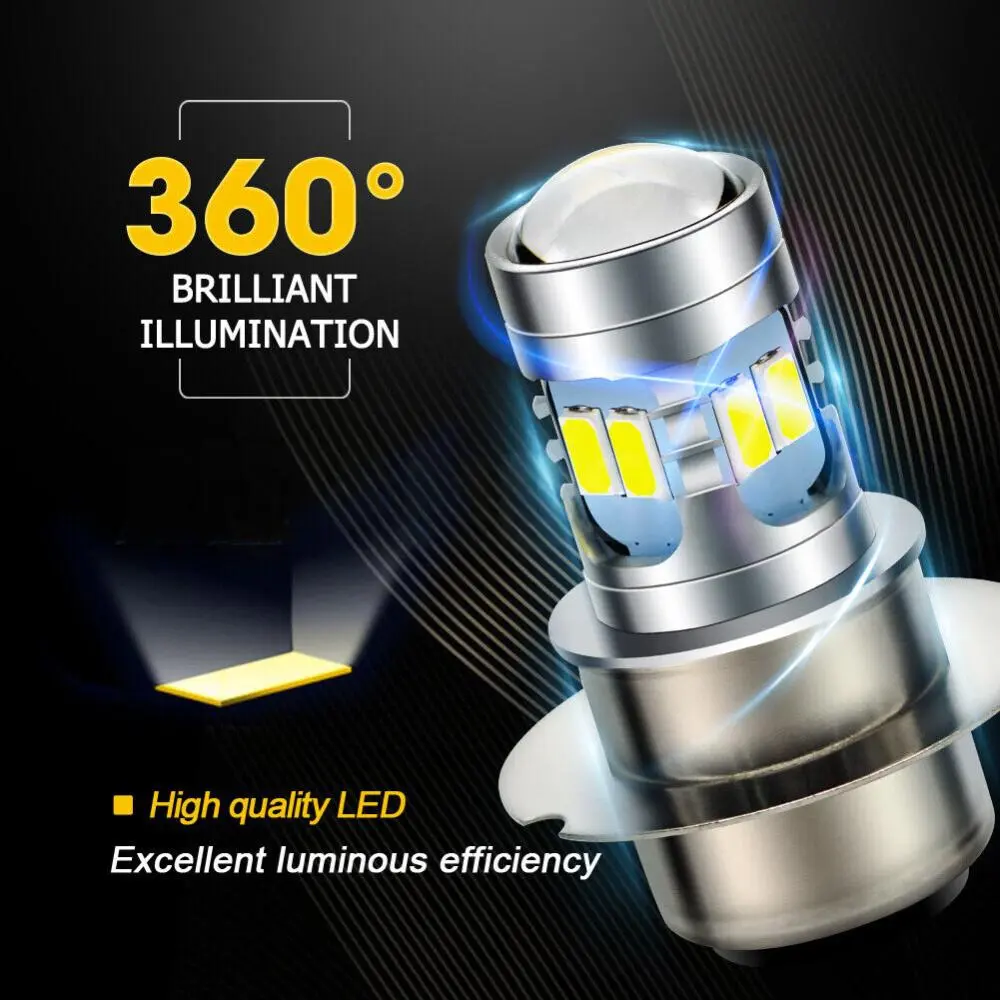 360°
BRILLIANT
ILLUMINATION
High quality LED
Excellent luminous efficiency